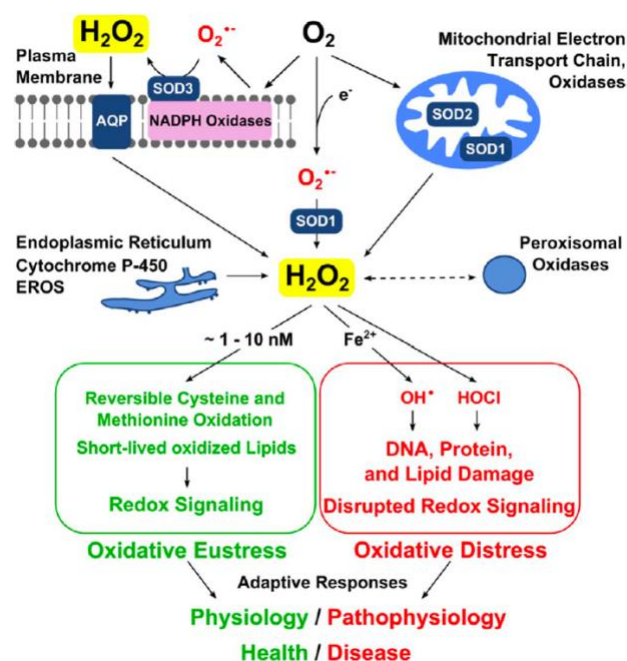 H₂O₂
O₂•-
O₂
Mitochondrial Electron
Transport Chain,
Oxidases
Plasma
Membrane
SOD3
AQP
NADPH Oxidases
e-
SOD2
SOD1
O₂•-
SOD1
Endoplasmic Reticulum
Cytochrome P-450
EROS
H₂O₂
Peroxisomal
Oxidases
~ 1 - 10 nM
Fe²⁺
Reversible Cysteine and
Methionine Oxidation
Short-lived oxidized Lipids
Redox Signaling
OH•
HOCl
DNA, Protein,
and Lipid Damage
Disrupted Redox Signaling
Oxidative Eustress
Oxidative Distress
Adaptive Responses
Physiology / Pathophysiology
Health / Disease